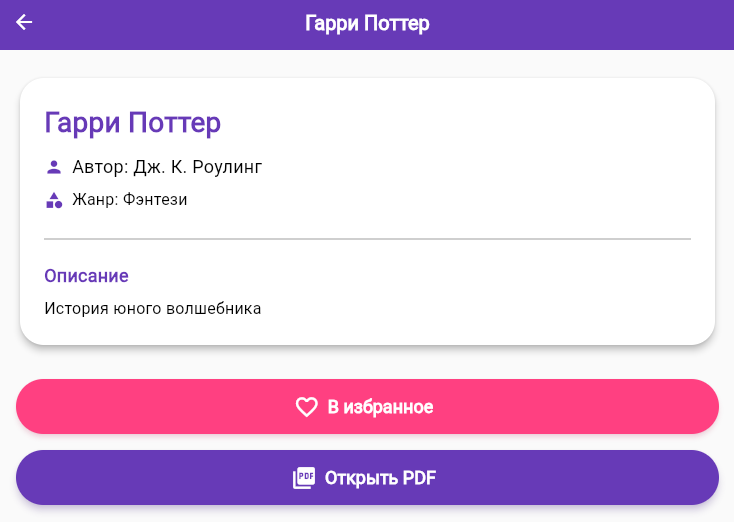 Гарри Поттер
Гарри Поттер
Автор: Дж. К. Роулинг
Жанр: Фэнтези
Описание
История юного волшебника
В избранное
PDF Открыть PDF